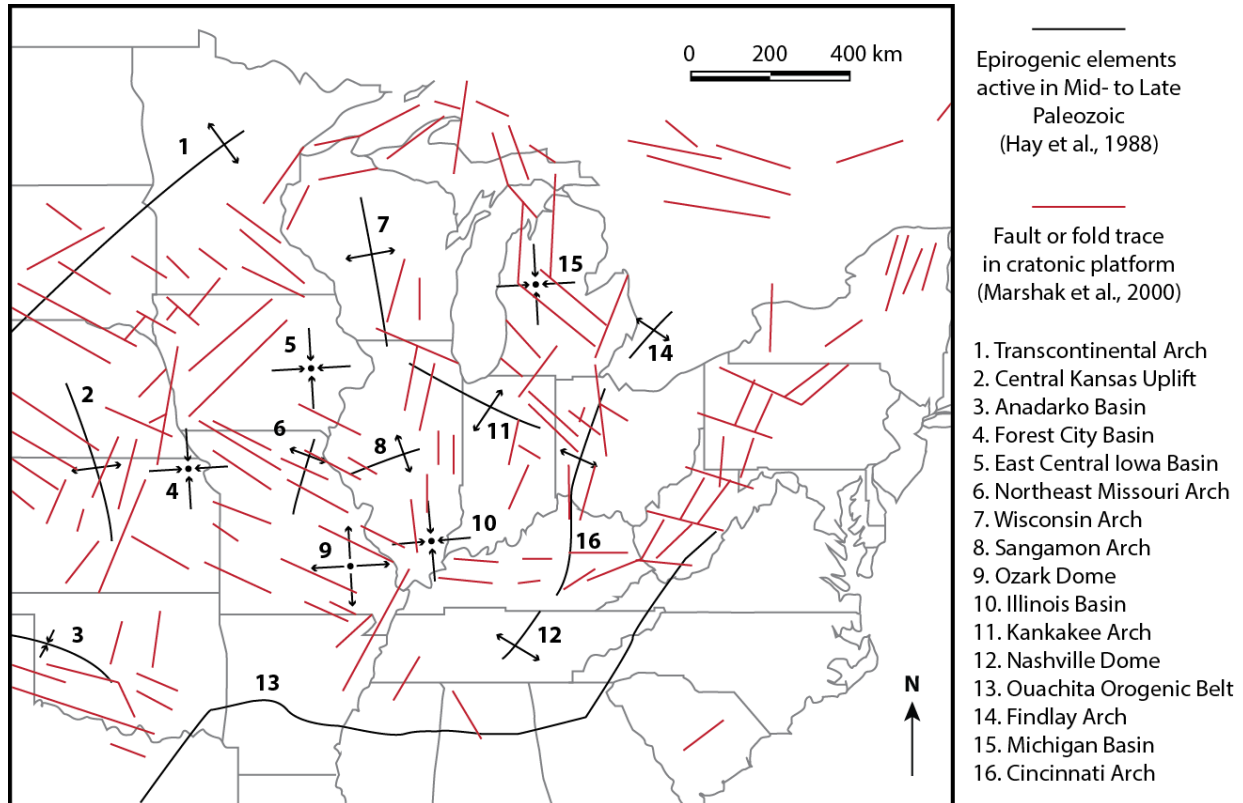 0 200 400 km
1
2
3
4
5
6
7
8
9
10
11
12
13
14
15
16
N
Epirogenic elements
active in Mid- to Late
Paleozoic
(Hay et al., 1988)
Fault or fold trace
in cratonic platform
(Marshak et al., 2000)
1. Transcontinental Arch
2. Central Kansas Uplift
3. Anadarko Basin
4. Forest City Basin
5. East Central Iowa Basin
6. Northeast Missouri Arch
7. Wisconsin Arch
8. Sangamon Arch
9. Ozark Dome
10. Illinois Basin
11. Kankakee Arch
12. Nashville Dome
13. Ouachita Orogenic Belt
14. Findlay Arch
15. Michigan Basin
16. Cincinnati Arch